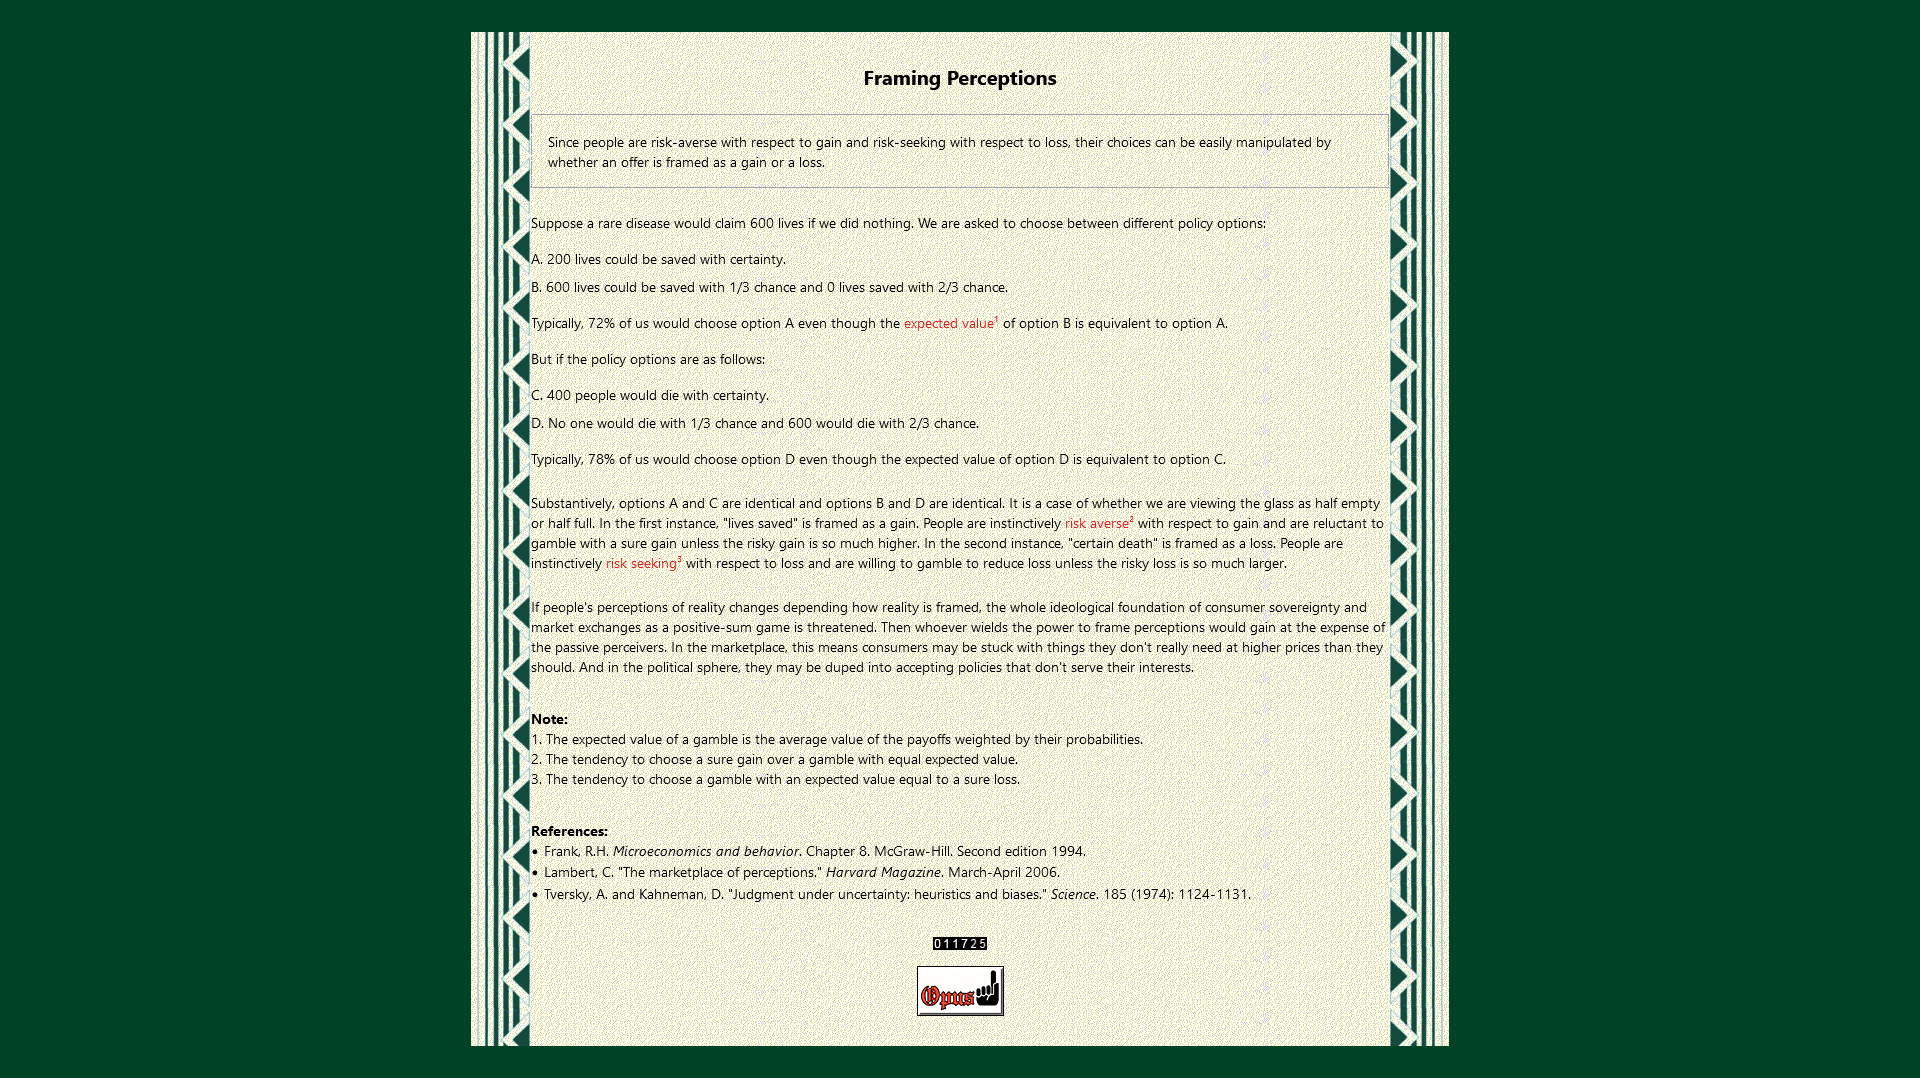 Framing Perceptions
Since people are risk-averse with respect to gain and risk-seeking with respect to loss, their choices can be easily manipulated by
whether an offer is framed as a gain or a loss.
Suppose a rare disease would claim 600 lives if we did nothing. We are asked to choose between different policy options:
A. 200 lives could be saved with certainty.
B. 600 lives could be saved with 1/3 chance and 0 lives saved with 2/3 chance.
Typically, 72% of us would choose option A even though the expected value¹ of option B is equivalent to option A.
But if the policy options are as follows:
C. 400 people would die with certainty.
D. No one would die with 1/3 chance and 600 would die with 2/3 chance.
Typically, 78% of us would choose option D even though the expected value of option D is equivalent to option C.
Substantively, options A and C are identical and options B and D are identical. It is a case of whether we are viewing the glass as half empty
or half full. In the first instance, "lives saved" is framed as a gain. People are instinctively risk averse² with respect to gain and are reluctant to
gamble with a sure gain unless the risky gain is so much higher. In the second instance, "certain death" is framed as a loss. People are
instinctively risk seeking³ with respect to loss and are willing to gamble to reduce loss unless the risky loss is so much larger.
If people's perceptions of reality changes depending how reality is framed, the whole ideological foundation of consumer sovereignty and
market exchanges as a positive-sum game is threatened. Then whoever wields the power to frame perceptions would gain at the expense of
the passive perceivers. In the marketplace, this means consumers may be stuck with things they don't really need at higher prices than they
should. And in the political sphere, they may be duped into accepting policies that don't serve their interests.
Note:
1. The expected value of a gamble is the average value of the payoffs weighted by their probabilities.
2. The tendency to choose a sure gain over a gamble with equal expected value.
3. The tendency to choose a gamble with an expected value equal to a sure loss.
References:
• Frank, R.H. Microeconomics and behavior. Chapter 8. McGraw-Hill. Second edition 1994.
• Lambert, C. "The marketplace of perceptions." Harvard Magazine. March-April 2006.
• Tversky, A. and Kahneman, D. "Judgment under uncertainty: heuristics and biases." Science. 185 (1974): 1124-1131.
011725
Opus